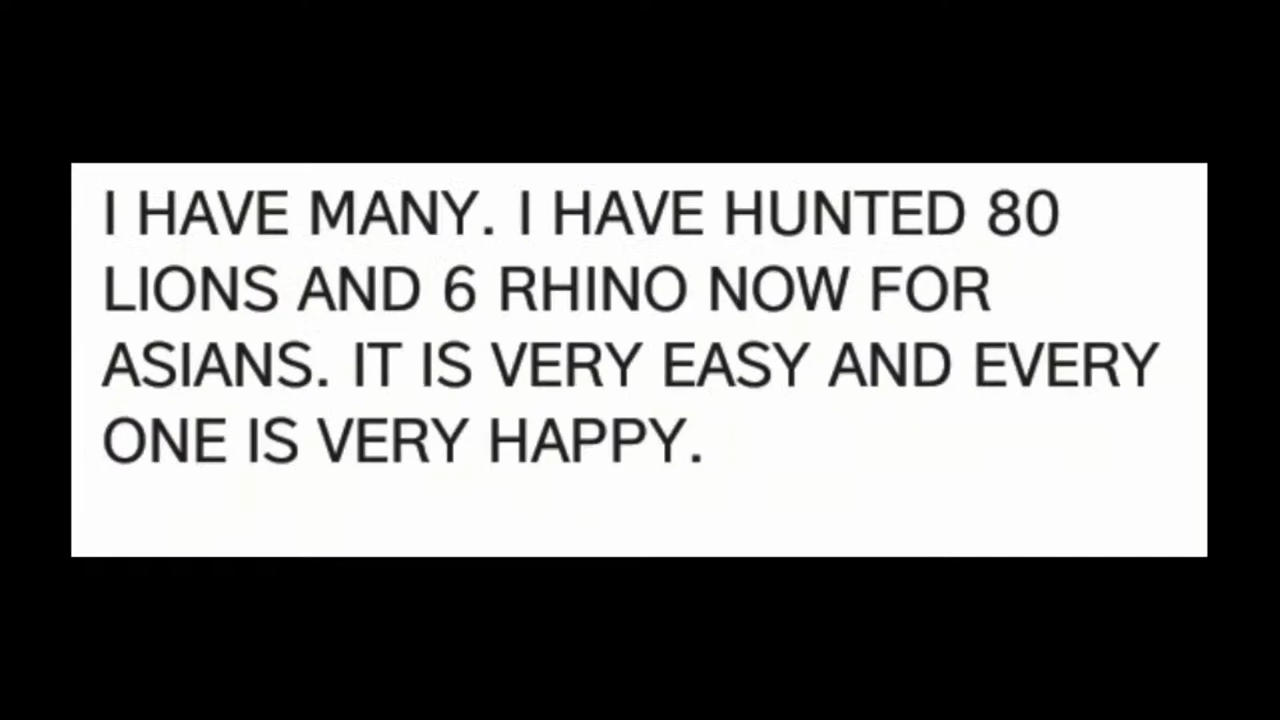 I HAVE MANY. I HAVE HUNTED 80
LIONS AND 6 RHINO NOW FOR
ASIANS. IT IS VERY EASY AND EVERY
ONE IS VERY HAPPY.